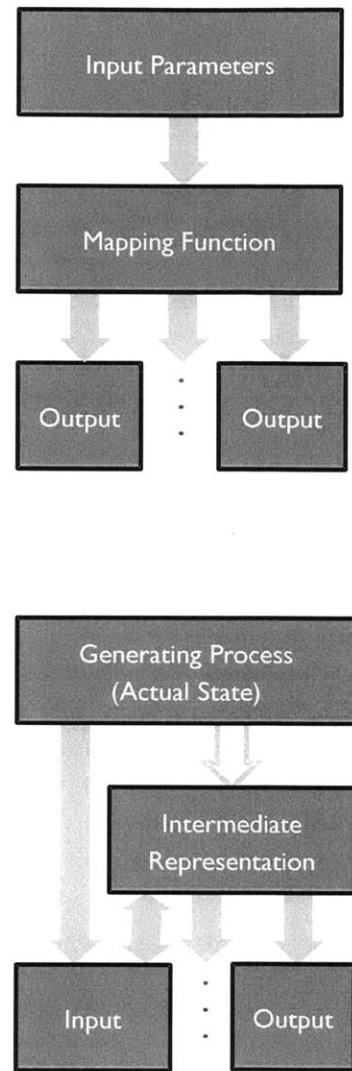 Input Parameters
Mapping Function
Output
Output
Generating Process
(Actual State)
Intermediate
Representation
Input
Output